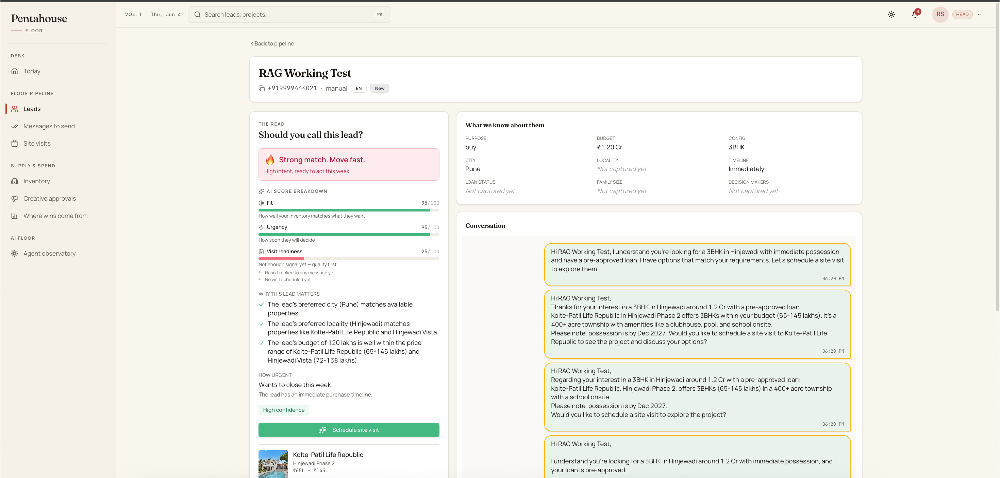 Pentahouse
FLOOR
DESK
Today
FLOOR PIPELINE
Leads
Messages to send
Site visits
SUPPLY & SPEND
Inventory
Creative approvals
Where wins come from
AI FLOOR
Agent observatory
VOL. 1 · Thu, Jun 4
Search leads, projects...
⌘K
3
RS
HEAD
Back to pipeline
RAG Working Test
+919999444021 · manual EN New
THE READ
Should you call this lead?
🔥 Strong match. Move fast.
High intent, ready to act this week.
AI SCORE BREAKDOWN
Fit 95/100
How well your inventory matches what they want
Urgency 95/100
How soon they will decide
Visit readiness 25/100
Not enough signal yet — qualify first
Hasn't replied to any message yet
No visit scheduled yet
WHY THIS LEAD MATTERS
The lead's preferred city (Pune) matches available
properties.
The lead's preferred locality (Hinjewadi) matches
properties like Kolte-Patil Life Republic and Hinjewadi Vista.
The lead's budget of 120 lakhs is well within the price
range of Kolte-Patil Life Republic (65-145 lakhs) and
Hinjewadi Vista (72-138 lakhs).
HOW URGENT
Wants to close this week
The lead has an immediate purchase timeline.
High confidence
Schedule site visit
Kolte-Patil Life Republic
Hinjewadi Phase 2
₹65L – ₹145L
What we know about them
PURPOSE
buy
BUDGET
₹1.20 Cr
CONFIG
3BHK
CITY
Pune
LOCALITY
Not captured yet
TIMELINE
Immediately
LOAN STATUS
Not captured yet
FAMILY SIZE
Not captured yet
DECISION MAKERS
Not captured yet
Conversation
Hi RAG Working Test, I understand you're looking for a 3BHK in Hinjewadi with immediate possession
and have a pre-approved loan. I have options that match your requirements. Let's schedule a site visit
to explore them.
06:20 PM
Hi RAG Working Test,
Thanks for your interest in a 3BHK in Hinjewadi around 1.2 Cr with a pre-approved loan.
Kolte-Patil Life Republic in Hinjewadi Phase 2 offers 3BHKs within your budget (65-145 lakhs). It's a
400+ acre township with amenities like a clubhouse, pool, and school onsite.
Please note, possession is by Dec 2027. Would you like to schedule a site visit to Kolte-Patil Life
Republic to see the project and discuss your options?
06:20 PM
Hi RAG Working Test,
Regarding your interest in a 3BHK in Hinjewadi around 1.2 Cr with a pre-approved loan:
Kolte-Patil Life Republic, Hinjewadi Phase 2, offers 3BHKs (65-145 lakhs) in a 400+ acre township
with a school onsite.
Please note, possession is by Dec 2027.
Would you like to schedule a site visit to explore the project?
06:20 PM
Hi RAG Working Test,
I understand you're looking for a 3BHK in Hinjewadi around 1.2 Cr with immediate possession, and
your loan is pre-approved.